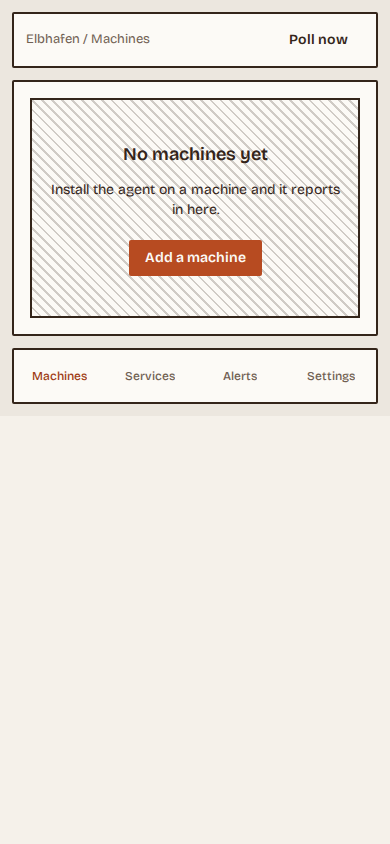 Elbhafen / Machines
Poll now
No machines yet
Install the agent on a machine and it reports
in here.
Add a machine
Machines
Services
Alerts
Settings